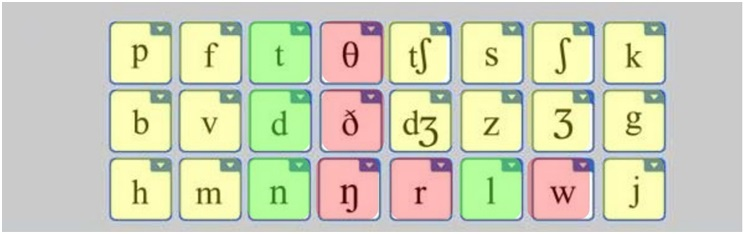 p f t θ tʃ s ʃ k
b v d ð dʒ z ʒ g
h m n ŋ r l w j